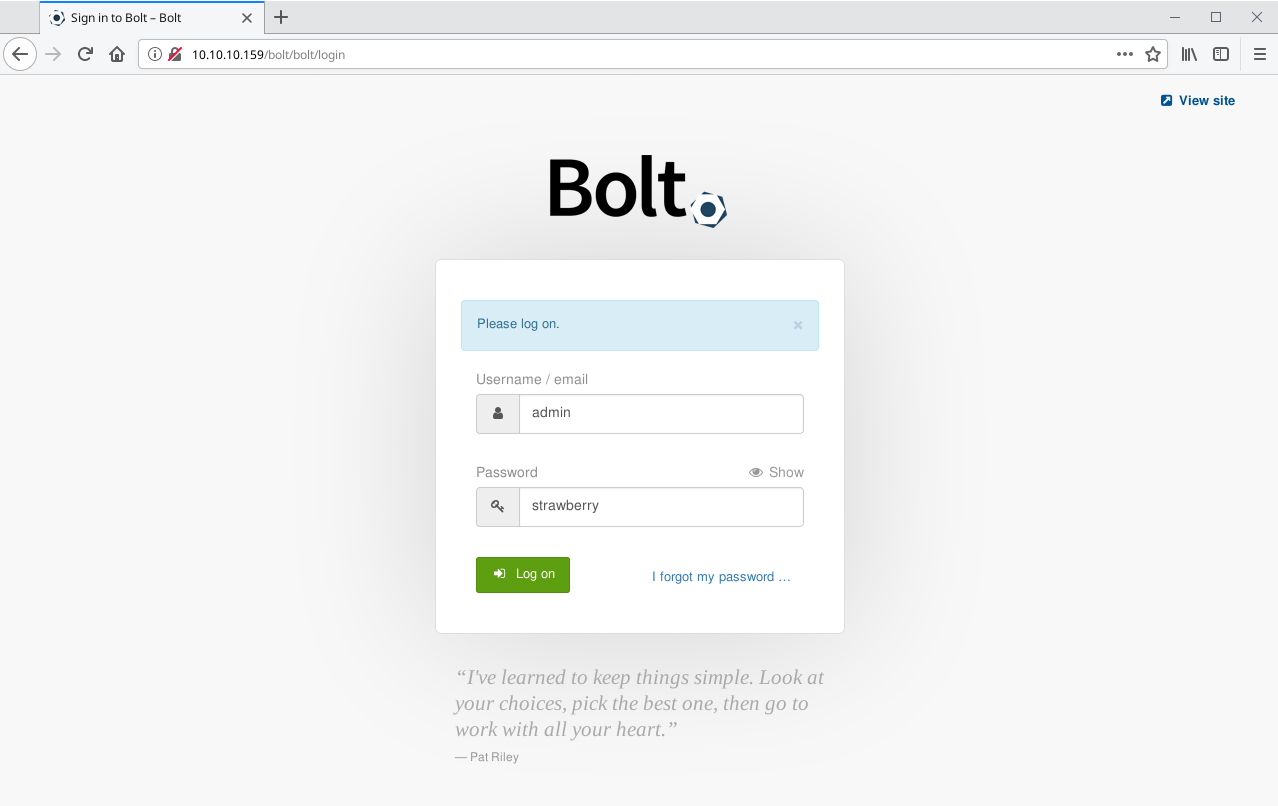 Sign in to Bolt – Bolt
10.10.10.159/bolt/bolt/login
View site
Bolt
Please log on. ×
Username / email
admin
Password Show
strawberry
Log on I forgot my password …
“I've learned to keep things simple. Look at
your choices, pick the best one, then go to
work with all your heart.”
— Pat Riley